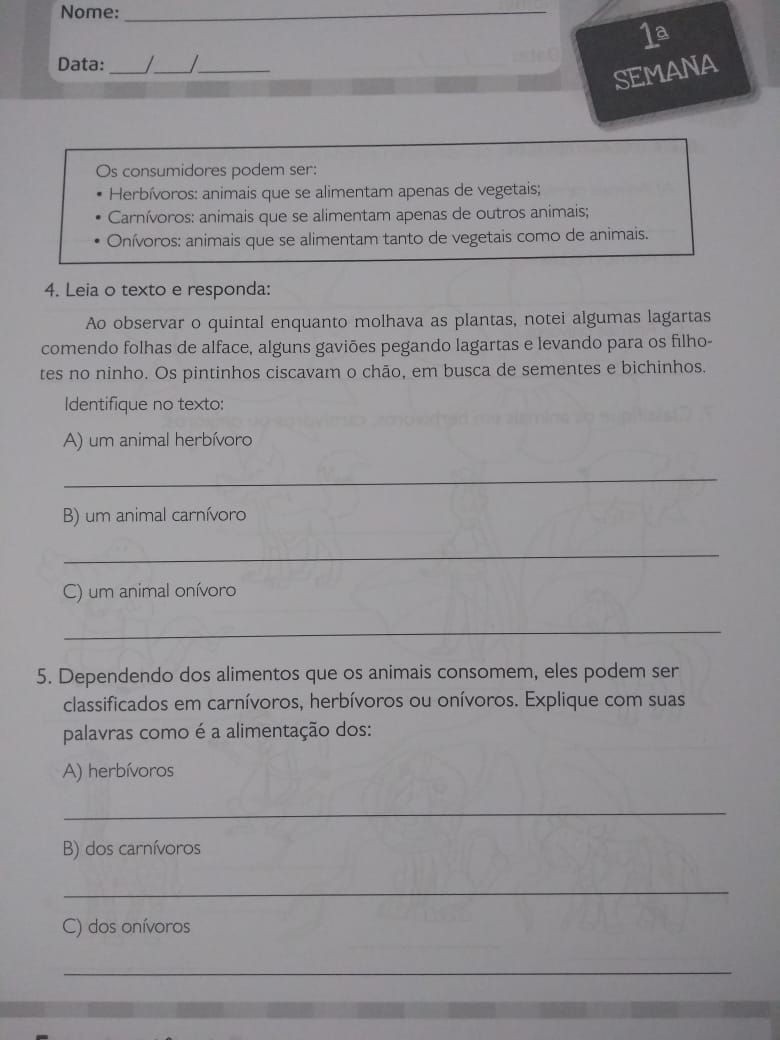 Nome:
Data: ___/___/___
1ª
SEMANA
Os consumidores podem ser:
• Herbívoros: animais que se alimentam apenas de vegetais;
• Carnívoros: animais que se alimentam apenas de outros animais;
• Onívoros: animais que se alimentam tanto de vegetais como de animais.
4. Leia o texto e responda:
Ao observar o quintal enquanto molhava as plantas, notei algumas lagartas
comendo folhas de alface, alguns gaviões pegando lagartas e levando para os filho-
tes no ninho. Os pintinhos ciscavam o chão, em busca de sementes e bichinhos.
Identifique no texto:
A) um animal herbívoro
B) um animal carnívoro
C) um animal onívoro
5. Dependendo dos alimentos que os animais consomem, eles podem ser
classificados em carnívoros, herbívoros ou onívoros. Explique com suas
palavras como é a alimentação dos:
A) herbívoros
B) dos carnívoros
C) dos onívoros